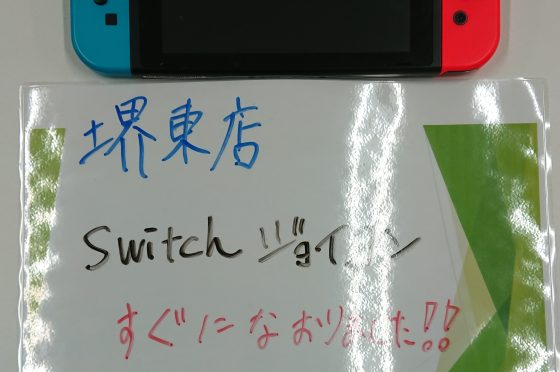 堺東店
Switch ジョイコン
すぐになおりました!!